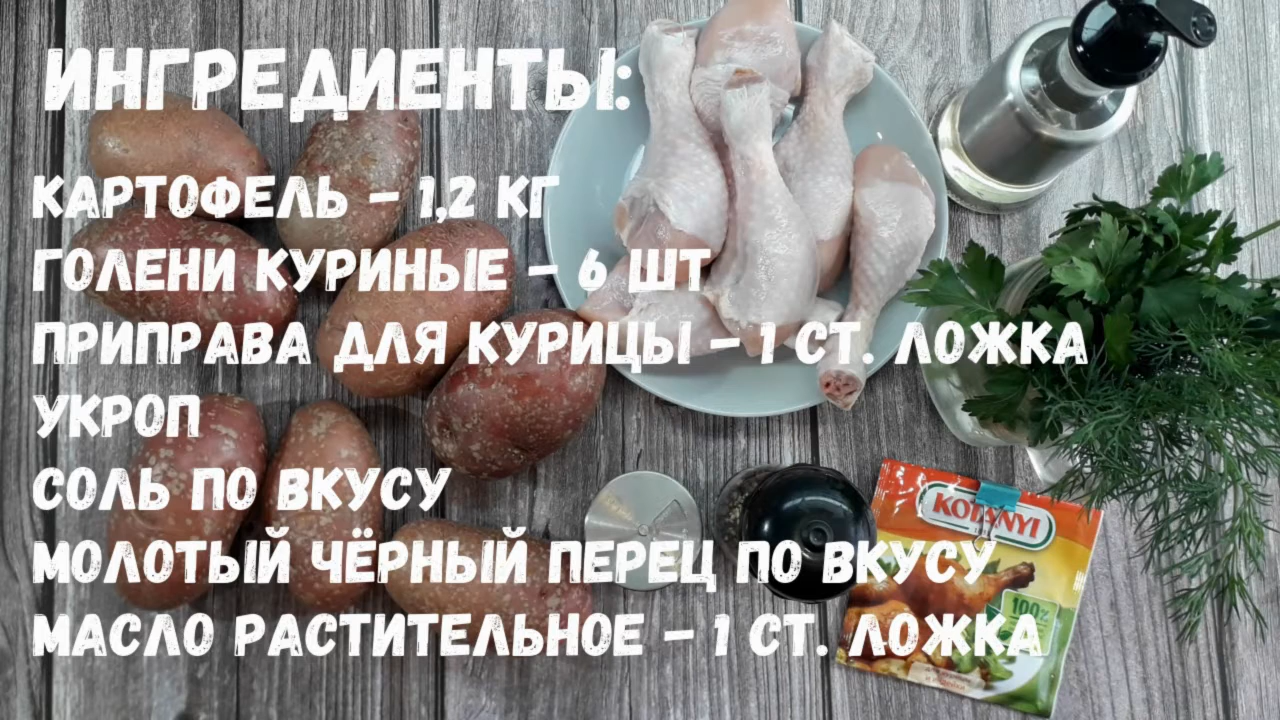 ИНГРЕДИЕНТЫ:
КАРТОФЕЛЬ – 1,2 КГ
ГОЛЕНИ КУРИНЫЕ – 6 ШТ
ПРИПРАВА ДЛЯ КУРИЦЫ – 1 СТ. ЛОЖКА
УКРОП
СОЛЬ ПО ВКУСУ
МОЛОТЫЙ ЧЁРНЫЙ ПЕРЕЦ ПО ВКУСУ
МАСЛО РАСТИТЕЛЬНОЕ – 1 СТ. ЛОЖКА
KOTÁNYI
100%